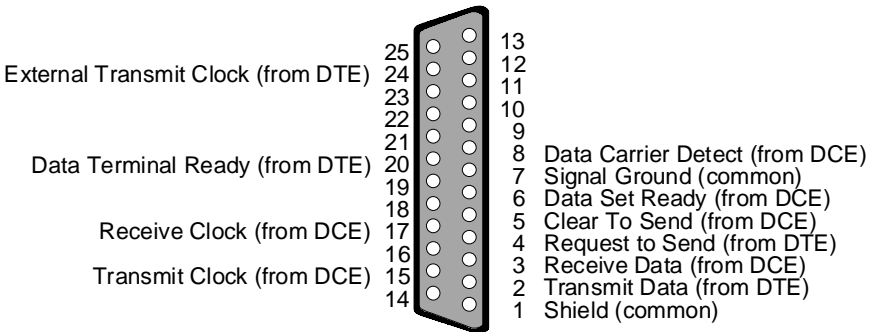 25
External Transmit Clock (from DTE) 24
23
22
21
Data Terminal Ready (from DTE) 20
19
18
Receive Clock (from DCE) 17
16
Transmit Clock (from DCE) 15
14
13
12
11
10
9
8 Data Carrier Detect (from DCE)
7 Signal Ground (common)
6 Data Set Ready (from DCE)
5 Clear To Send (from DCE)
4 Request to Send (from DTE)
3 Receive Data (from DCE)
2 Transmit Data (from DTE)
1 Shield (common)